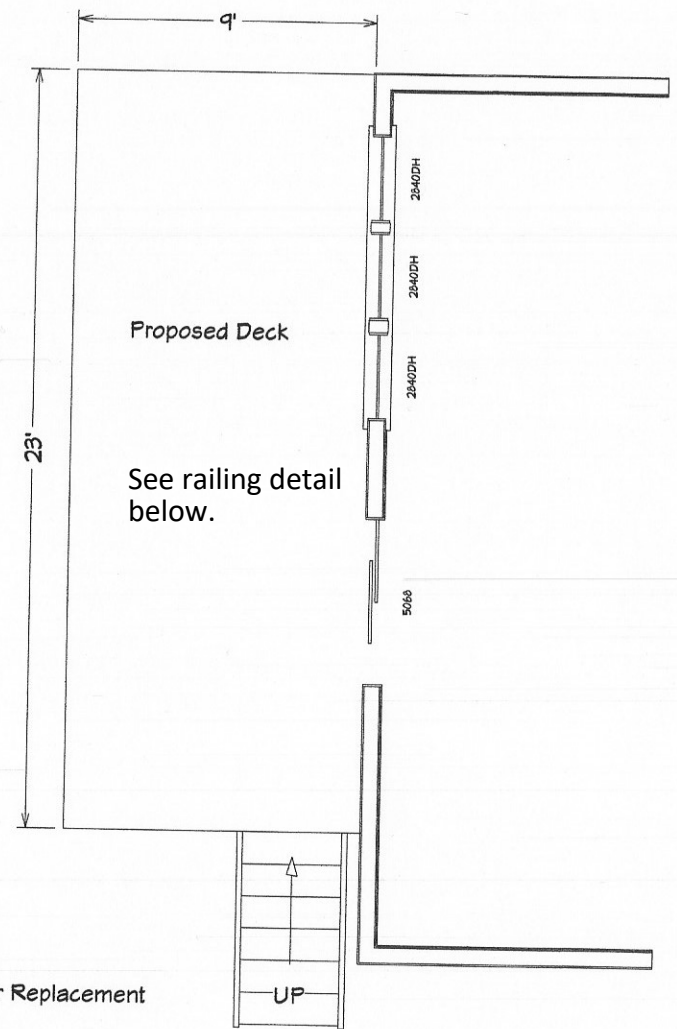 9'
2840DH
2840DH
Proposed Deck
2840DH
23'
See railing detail
below.
5068
r Replacement
UP